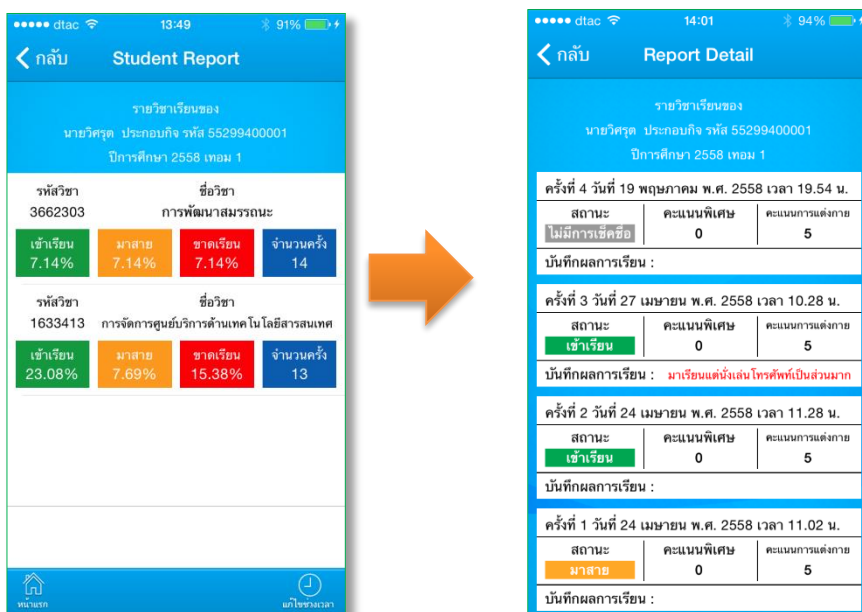 dtac 13:49 91%
กลับ Student Report
รายวิชาเรียนของ
นายวิศรุต ประกอบกิจ รหัส 55299400001
ปีการศึกษา 2558 เทอม 1
รหัสวิชา ชื่อวิชา
3662303 การพัฒนาสมรรถนะ
เข้าเรียน มาสาย ขาดเรียน จำนวนครั้ง
7.14% 7.14% 7.14% 14
รหัสวิชา ชื่อวิชา
1633413 การจัดการศูนย์บริการด้านเทคโนโลยีสารสนเทศ
เข้าเรียน มาสาย ขาดเรียน จำนวนครั้ง
23.08% 7.69% 15.38% 13
หน้าแรก แก้ไขช่วงเวลา
dtac 14:01 94%
กลับ Report Detail
รายวิชาเรียนของ
นายวิศรุต ประกอบกิจ รหัส 55299400001
ปีการศึกษา 2558 เทอม 1
ครั้งที่ 4 วันที่ 19 พฤษภาคม พ.ศ. 2558 เวลา 19.54 น.
สถานะ คะแนนพิเศษ คะแนนการแต่งกาย
ไม่มีการเช็คชื่อ 0 5
บันทึกผลการเรียน :
ครั้งที่ 3 วันที่ 27 เมษายน พ.ศ. 2558 เวลา 10.28 น.
สถานะ คะแนนพิเศษ คะแนนการแต่งกาย
เข้าเรียน 0 5
บันทึกผลการเรียน : มาเรียนแต่นั่งเล่นโทรศัพท์เป็นส่วนมาก
ครั้งที่ 2 วันที่ 24 เมษายน พ.ศ. 2558 เวลา 11.28 น.
สถานะ คะแนนพิเศษ คะแนนการแต่งกาย
เข้าเรียน 0 5
บันทึกผลการเรียน :
ครั้งที่ 1 วันที่ 24 เมษายน พ.ศ. 2558 เวลา 11.02 น.
สถานะ คะแนนพิเศษ คะแนนการแต่งกาย
มาสาย 0 5
บันทึกผลการเรียน :